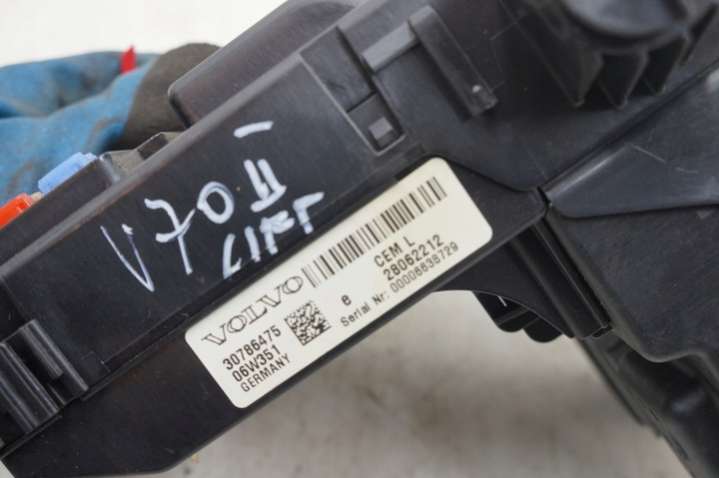 V70 II
LIFT
VOLVO
CEM L
30786475
e
28062212
06W351
Serial Nr: 00006638729
GERMANY